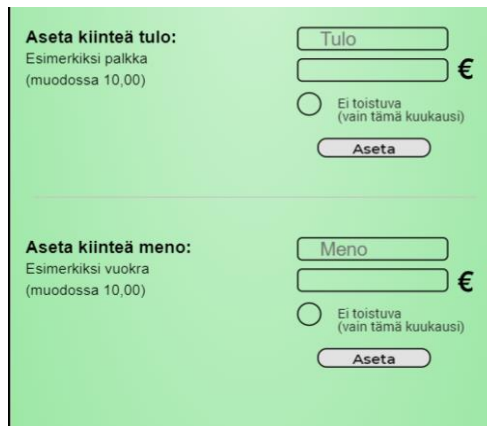 Aseta kiinteä tulo:
Tulo
Esimerkiksi palkka
(muodossa 10,00)
€
Ei toistuva
(vain tämä kuukausi)
Aseta
Aseta kiinteä meno:
Meno
Esimerkiksi vuokra
(muodossa 10,00)
€
Ei toistuva
(vain tämä kuukausi)
Aseta